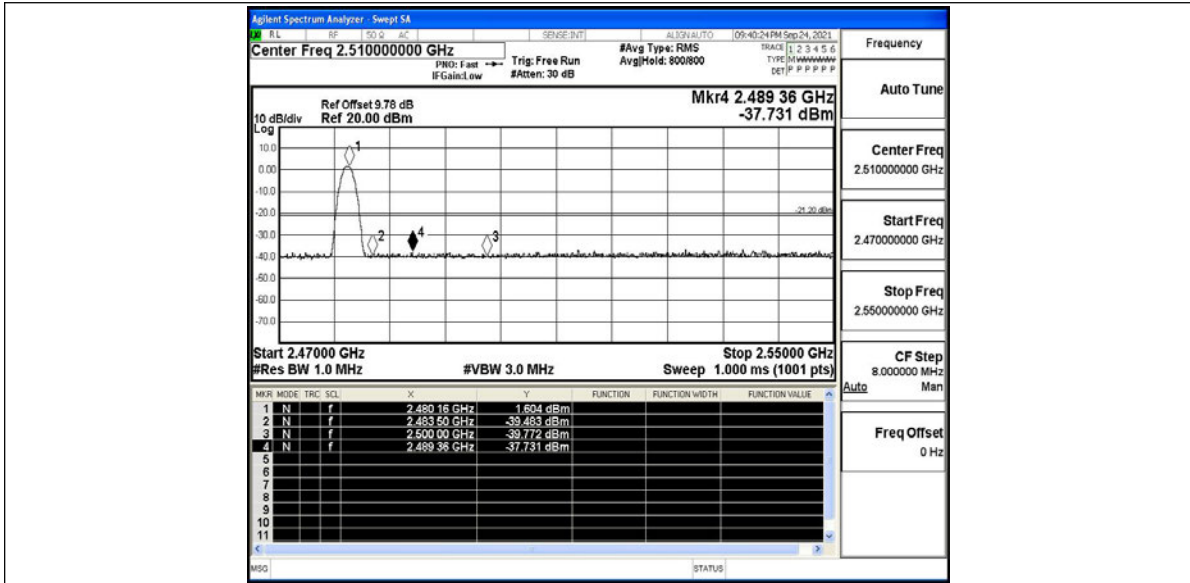 Agilent Spectrum Analyzer - Swept SA
RL RF 50 Ω AC SENSE:INT ALIGNAUTO 09:40:24 PM Sep 24, 2021
Center Freq 2.510000000 GHz
PNO: Fast
IFGain:Low
Trig: Free Run
#Atten: 30 dB
#Avg Type: RMS
Avg|Hold: 800/800
TRACE 1 2 3 4 5 6
TYPE M
DET P P P P P P
Ref Offset 9.78 dB
10 dB/div Ref 20.00 dBm
Log
Mkr4 2.489 36 GHz
-37.731 dBm
10.0
0.00
-10.0
-20.0
-30.0
-40.0
-50.0
-60.0
-70.0
1
2
4
3
-21.20 dBm
Start 2.47000 GHz Stop 2.55000 GHz
#Res BW 1.0 MHz #VBW 3.0 MHz Sweep 1.000 ms (1001 pts)
MKR MODE TRC SCL X Y FUNCTION FUNCTION WIDTH FUNCTION VALUE
1 N f 2.480 16 GHz 1.604 dBm
2 N f 2.483 50 GHz -39.483 dBm
3 N f 2.500 00 GHz -39.772 dBm
4 N f 2.489 36 GHz -37.731 dBm
5
6
7
8
9
10
11
MSG STATUS
Frequency
Auto Tune
Center Freq
2.510000000 GHz
Start Freq
2.470000000 GHz
Stop Freq
2.550000000 GHz
CF Step
8.000000 MHz
Auto Man
Freq Offset
0 Hz